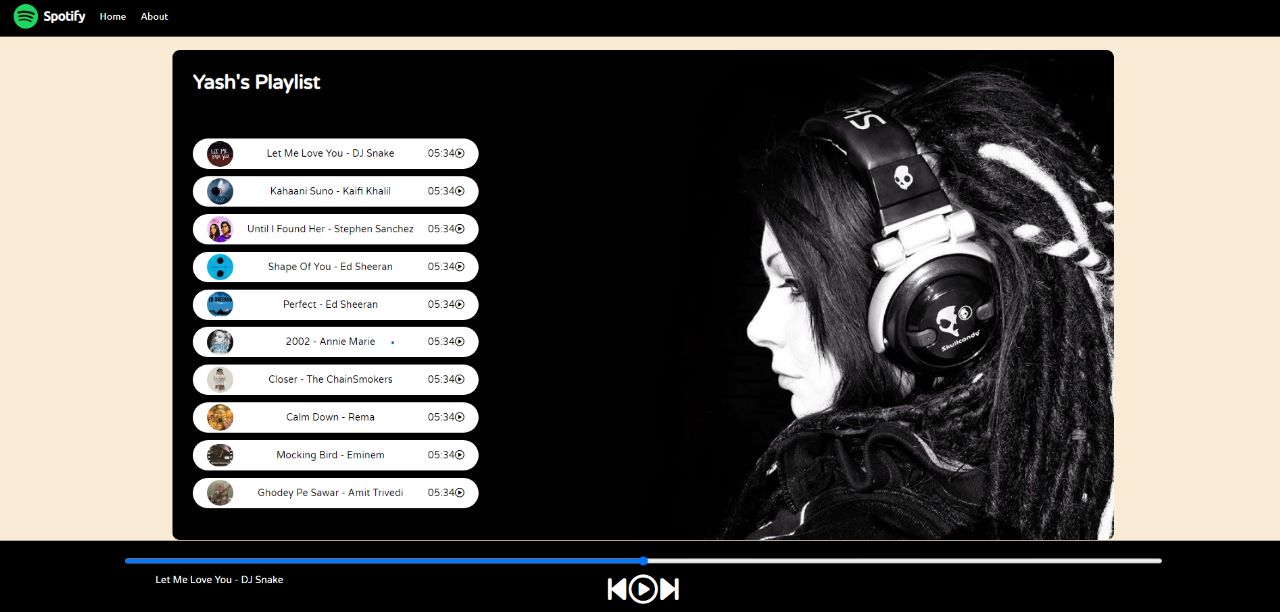 Spotify Home About
Yash's Playlist
Let Me Love You - DJ Snake 05:34
Kahaani Suno - Kaifi Khalil 05:34
Until I Found Her - Stephen Sanchez 05:34
Shape Of You - Ed Sheeran 05:34
Perfect - Ed Sheeran 05:34
2002 - Annie Marie 05:34
Closer - The ChainSmokers 05:34
Calm Down - Rema 05:34
Mocking Bird - Eminem 05:34
Ghodey Pe Sawar - Amit Trivedi 05:34
Skullcandy
Let Me Love You - DJ Snake